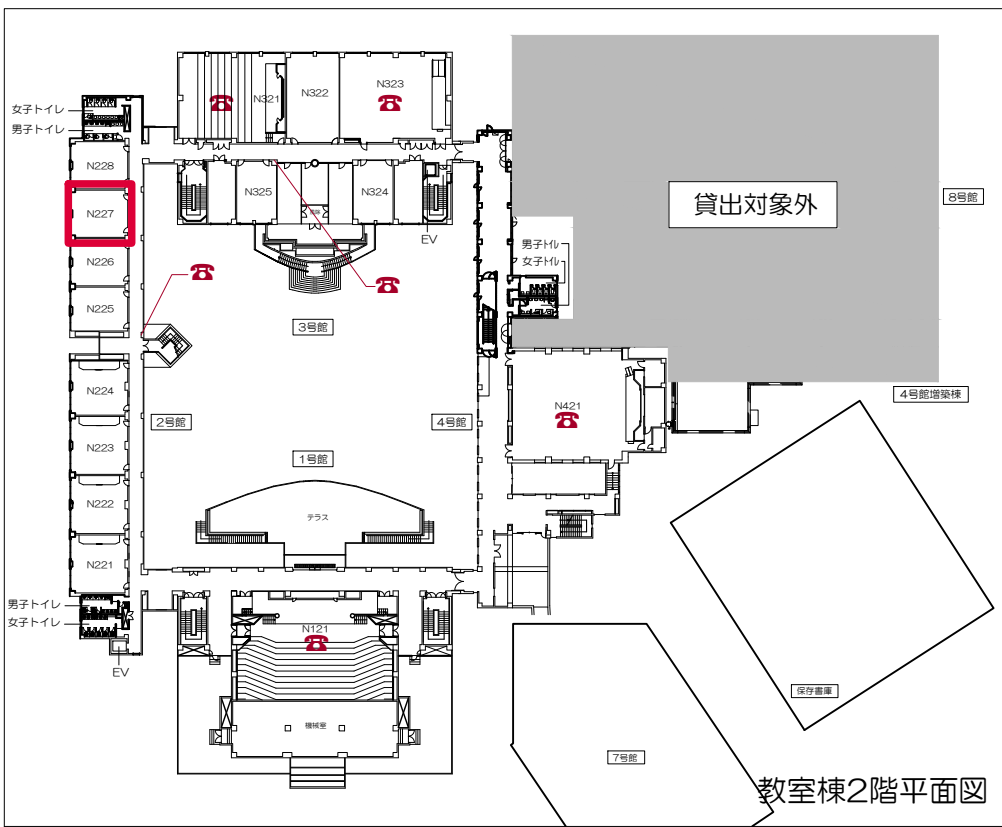 女子トイレ
男子トイレ
N321
N322
N323
N228
N227
N226
N225
N325
N324
EV
貸出対象外
8号館
男子トイレ
女子トイレ
3号館
N224
N223
N222
N221
2号館
4号館
1号館
テラス
N421
4号館増築棟
男子トイレ
女子トイレ
EV
N121
機械室
保存書庫
7号館
教室棟2階平面図